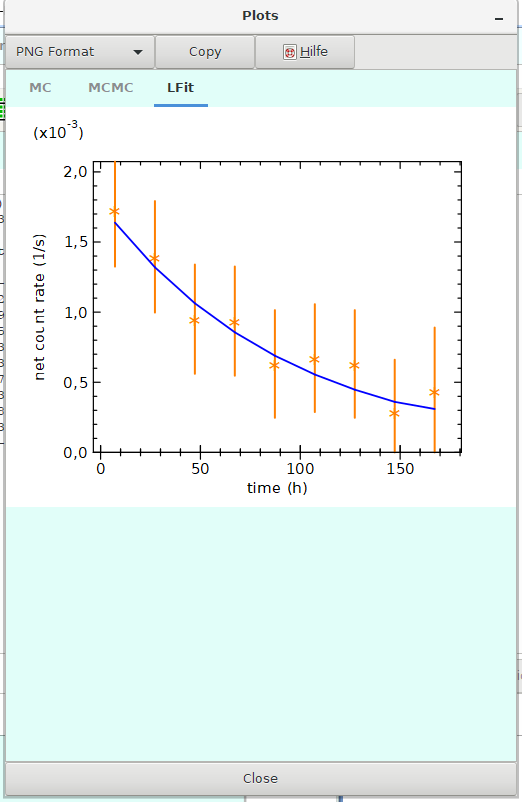 Plots
PNG Format Copy Hilfe
MC MCMC LFit
(x10-3)
2,0
1,5
1,0
0,5
0,0
net count rate (1/s)
0 50 100 150
time (h)
Close